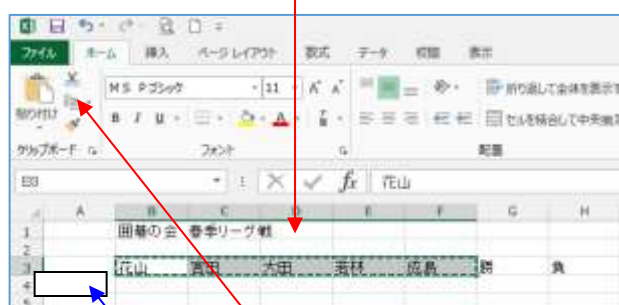 ファイル ホーム 挿入 ページレイアウト 数式 データ 校閲 表示
貼り付け
MS Pゴシック 11 A A 折り返して全体を表示す
B I U A セルを結合して中央揃
クリップボード フォント 配置
B3 fx 花山
A B C D E F G H
1 囲碁の会 春季リーグ戦
2
3 花山 宮田 大田 若林 成島 勝 負
4
5